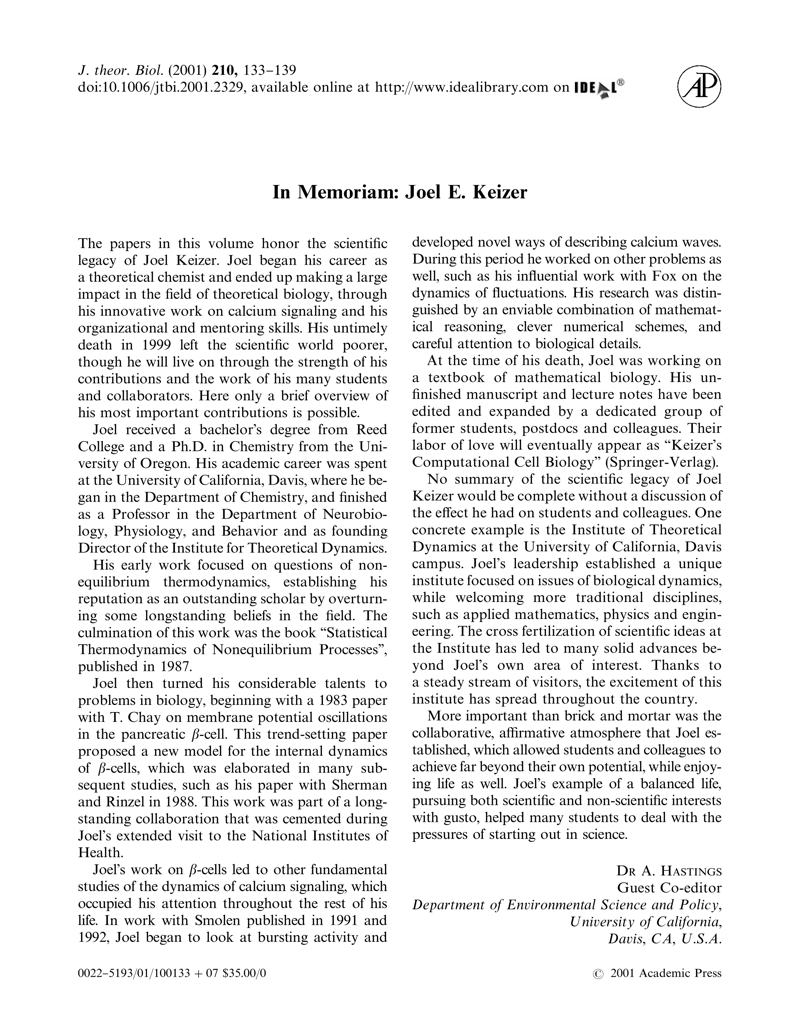 J. theor. Biol. (2001) 210, 133–139
doi:10.1006/jtbi.2001.2329, available online at http://www.idealibrary.com on IDEAL®
AP
In Memoriam: Joel E. Keizer
The papers in this volume honor the scientific
legacy of Joel Keizer. Joel began his career as
a theoretical chemist and ended up making a large
impact in the field of theoretical biology, through
his innovative work on calcium signaling and his
organizational and mentoring skills. His untimely
death in 1999 left the scientific world poorer,
though he will live on through the strength of his
contributions and the work of his many students
and collaborators. Here only a brief overview of
his most important contributions is possible.
Joel received a bachelor's degree from Reed
College and a Ph.D. in Chemistry from the Uni-
versity of Oregon. His academic career was spent
at the University of California, Davis, where he be-
gan in the Department of Chemistry, and finished
as a Professor in the Department of Neurobio-
logy, Physiology, and Behavior and as founding
Director of the Institute for Theoretical Dynamics.
His early work focused on questions of non-
equilibrium thermodynamics, establishing his
reputation as an outstanding scholar by overturn-
ing some longstanding beliefs in the field. The
culmination of this work was the book “Statistical
Thermodynamics of Nonequilibrium Processes”,
published in 1987.
Joel then turned his considerable talents to
problems in biology, beginning with a 1983 paper
with T. Chay on membrane potential oscillations
in the pancreatic β-cell. This trend-setting paper
proposed a new model for the internal dynamics
of β-cells, which was elaborated in many sub-
sequent studies, such as his paper with Sherman
and Rinzel in 1988. This work was part of a long-
standing collaboration that was cemented during
Joel's extended visit to the National Institutes of
Health.
Joel's work on β-cells led to other fundamental
studies of the dynamics of calcium signaling, which
occupied his attention throughout the rest of his
life. In work with Smolen published in 1991 and
1992, Joel began to look at bursting activity and
developed novel ways of describing calcium waves.
During this period he worked on other problems as
well, such as his influential work with Fox on the
dynamics of fluctuations. His research was distin-
guished by an enviable combination of mathemat-
ical reasoning, clever numerical schemes, and
careful attention to biological details.
At the time of his death, Joel was working on
a textbook of mathematical biology. His un-
finished manuscript and lecture notes have been
edited and expanded by a dedicated group of
former students, postdocs and colleagues. Their
labor of love will eventually appear as “Keizer's
Computational Cell Biology” (Springer-Verlag).
No summary of the scientific legacy of Joel
Keizer would be complete without a discussion of
the effect he had on students and colleagues. One
concrete example is the Institute of Theoretical
Dynamics at the University of California, Davis
campus. Joel's leadership established a unique
institute focused on issues of biological dynamics,
while welcoming more traditional disciplines,
such as applied mathematics, physics and engin-
eering. The cross fertilization of scientific ideas at
the Institute has led to many solid advances be-
yond Joel's own area of interest. Thanks to
a steady stream of visitors, the excitement of this
institute has spread throughout the country.
More important than brick and mortar was the
collaborative, affirmative atmosphere that Joel es-
tablished, which allowed students and colleagues to
achieve far beyond their own potential, while enjoy-
ing life as well. Joel's example of a balanced life,
pursuing both scientific and non-scientific interests
with gusto, helped many students to deal with the
pressures of starting out in science.
DR A. HASTINGS
Guest Co-editor
Department of Environmental Science and Policy,
University of California,
Davis, CA, U.S.A.
0022–5193/01/100133 + 07 $35.00/0
© 2001 Academic Press